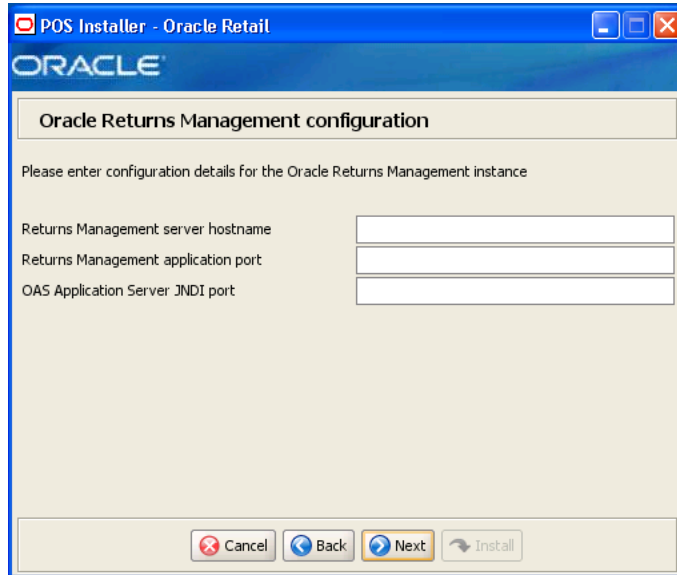 POS Installer - Oracle Retail
ORACLE
Oracle Returns Management configuration
Please enter configuration details for the Oracle Returns Management instance
Returns Management server hostname
Returns Management application port
OAS Application Server JNDI port
Cancel Back Next Install